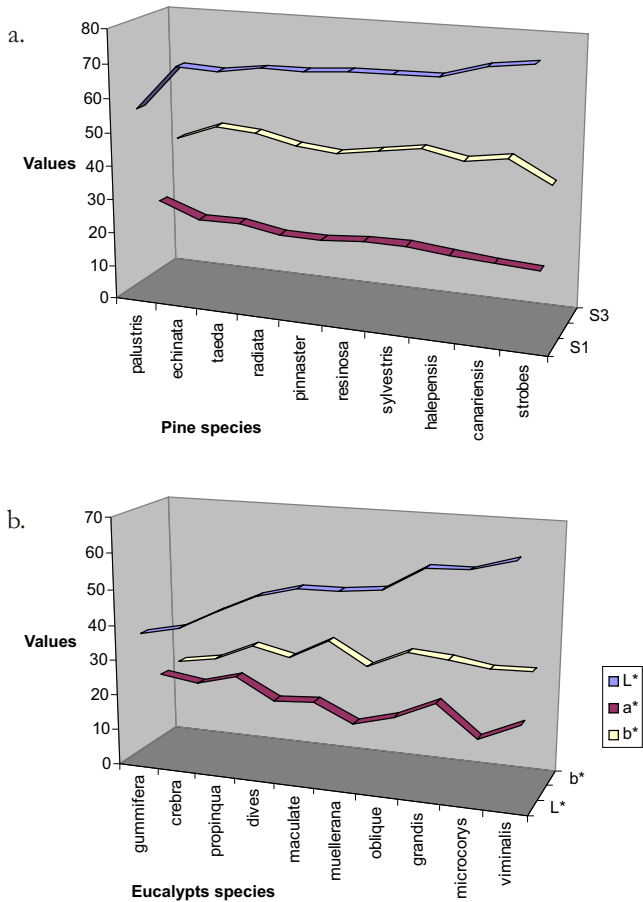 a.
80
70
60
50
40
30
20
10
0
Values
palustris
echinata
taeda
radiata
pinnaster
resinosa
sylvestris
halepensis
canariensis
strobes
S3
S1
Pine species
b.
70
60
50
40
30
20
10
0
Values
gummifera
crebra
propinqua
dives
maculate
muellerana
oblique
grandis
microcorys
viminalis
b*
L*
Eucalypts species
L*
a*
b*